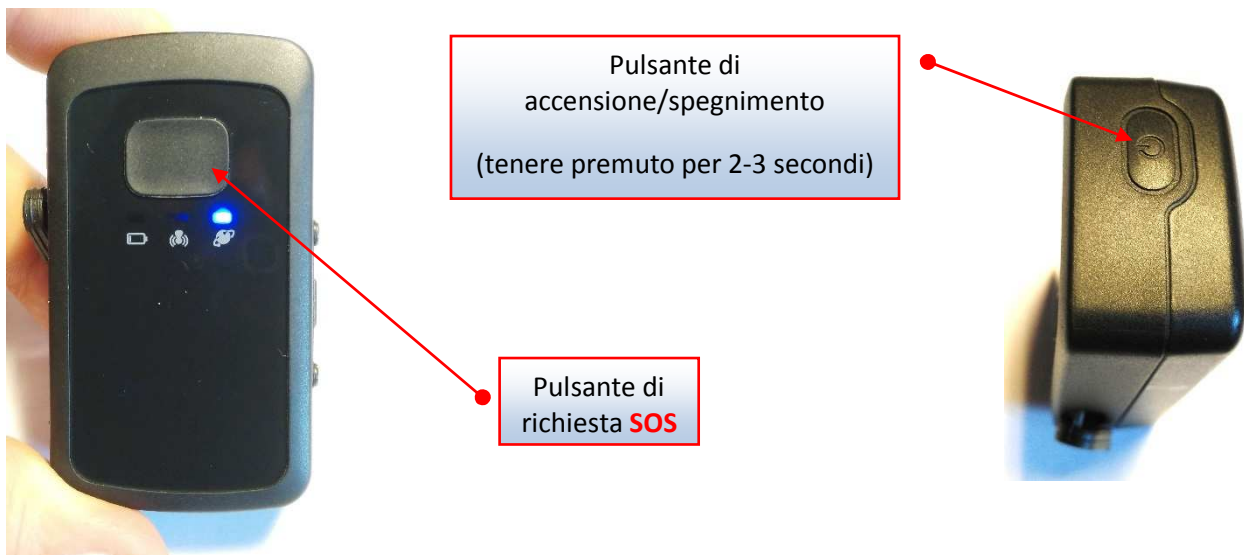 Pulsante di
accensione/spegnimento
(tenere premuto per 2-3 secondi)
Pulsante di
richiesta SOS